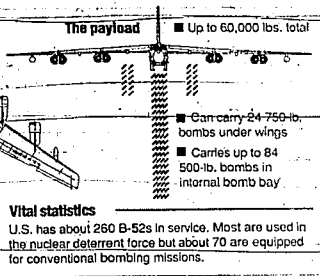 The payload
■ Up to 60,000 lbs. total
■ Can carry 24 750-lb.
bombs under wings
■ Carries up to 84
500-lb. bombs in
internal bomb bay
Vital statistics
U.S. has about 260 B-52s in service. Most are used in
the nuclear deterrent force but about 70 are equipped
for conventional bombing missions.